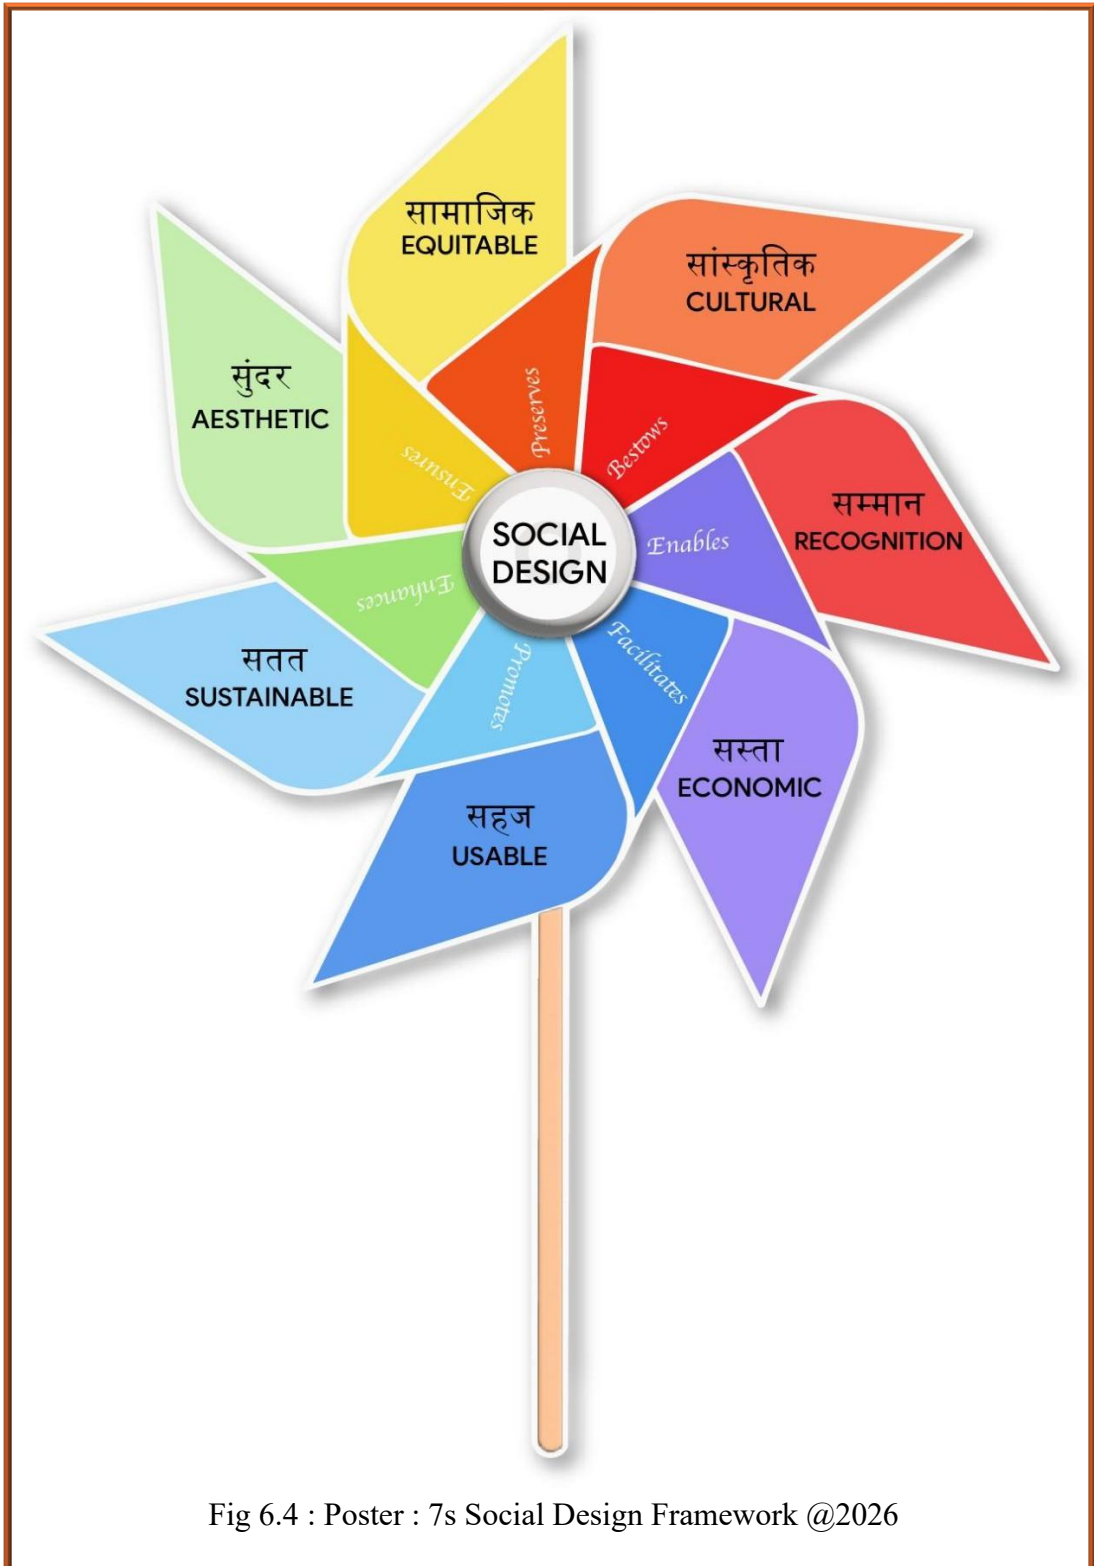 सामाजिक
EQUITABLE
सांस्कृतिक
CULTURAL
सुंदर
AESTHETIC
Preserves
Bestows
Ensures
सम्मान
RECOGNITION
SOCIAL
DESIGN
Enables
Enhances
Facilitates
Promotes
सतत
SUSTAINABLE
सस्ता
ECONOMIC
सहज
USABLE
Fig 6.4 : Poster : 7s Social Design Framework @2026